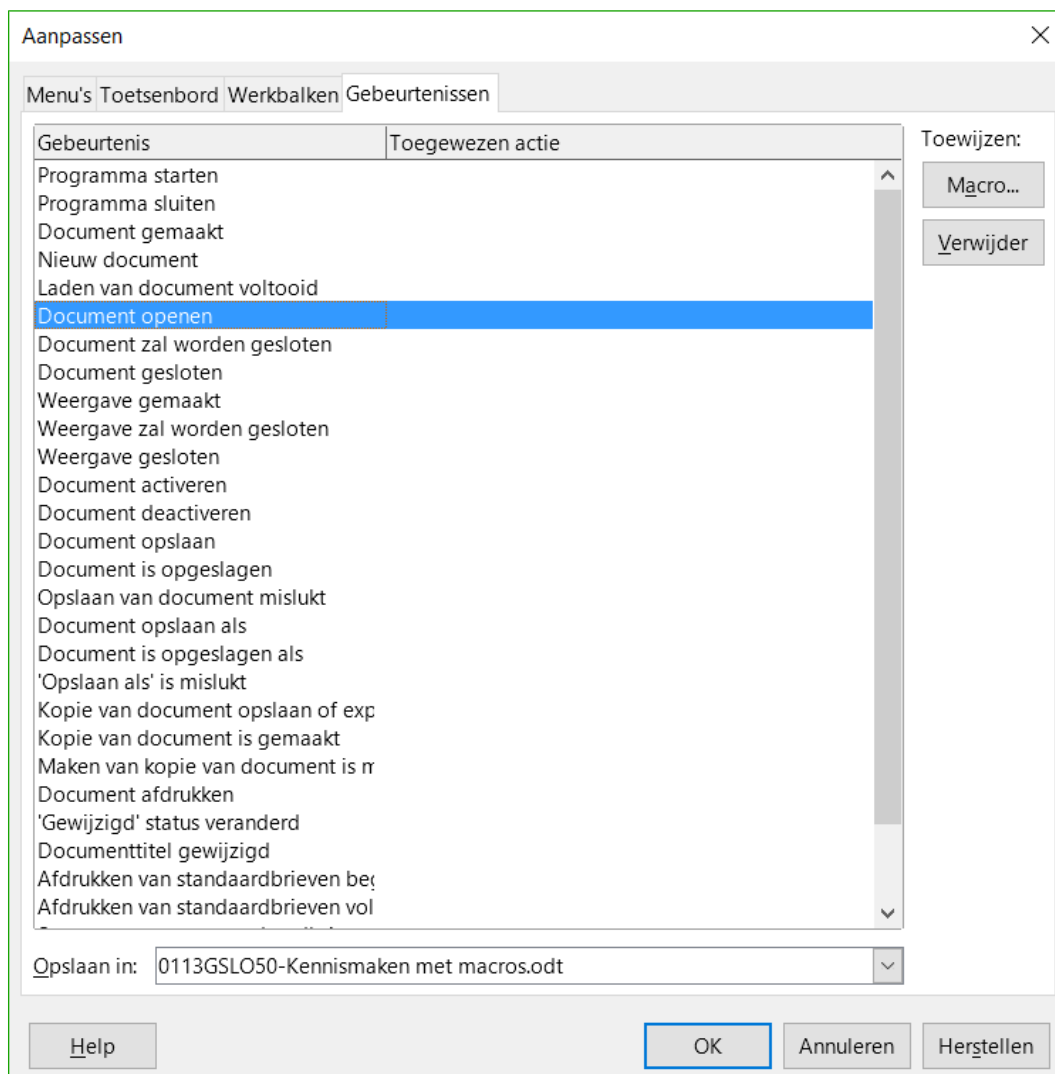 Aanpassen
Menu's Toetsenbord Werkbalken Gebeurtenissen
Gebeurtenis Toegewezen actie
Programma starten
Programma sluiten
Document gemaakt
Nieuw document
Laden van document voltooid
Document openen
Document zal worden gesloten
Document gesloten
Weergave gemaakt
Weergave zal worden gesloten
Weergave gesloten
Document activeren
Document deactiveren
Document opslaan
Document is opgeslagen
Opslaan van document mislukt
Document opslaan als
Document is opgeslagen als
'Opslaan als' is mislukt
Kopie van document opslaan of exp
Kopie van document is gemaakt
Maken van kopie van document is m
Document afdrukken
'Gewijzigd' status veranderd
Documenttitel gewijzigd
Afdrukken van standaardbrieven beg
Afdrukken van standaardbrieven vol
Toewijzen:
Macro...
Verwijder
Opslaan in: 0113GSLO50-Kennismaken met macros.odt
Help OK Annuleren Herstellen